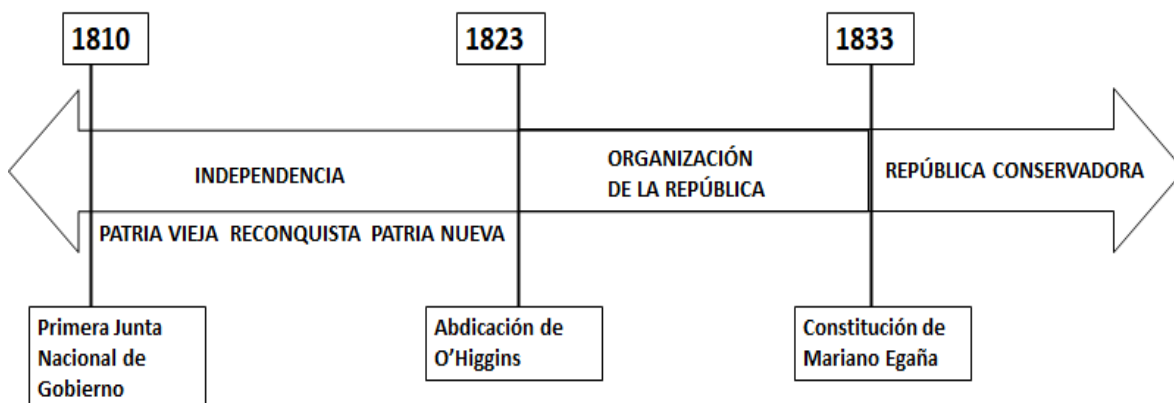 1810
1823
1833
INDEPENDENCIA
ORGANIZACIÓN
DE LA REPÚBLICA
REPÚBLICA CONSERVADORA
PATRIA VIEJA RECONQUISTA PATRIA NUEVA
Primera Junta
Nacional de
Gobierno
Abdicación de
O’Higgins
Constitución de
Mariano Egaña